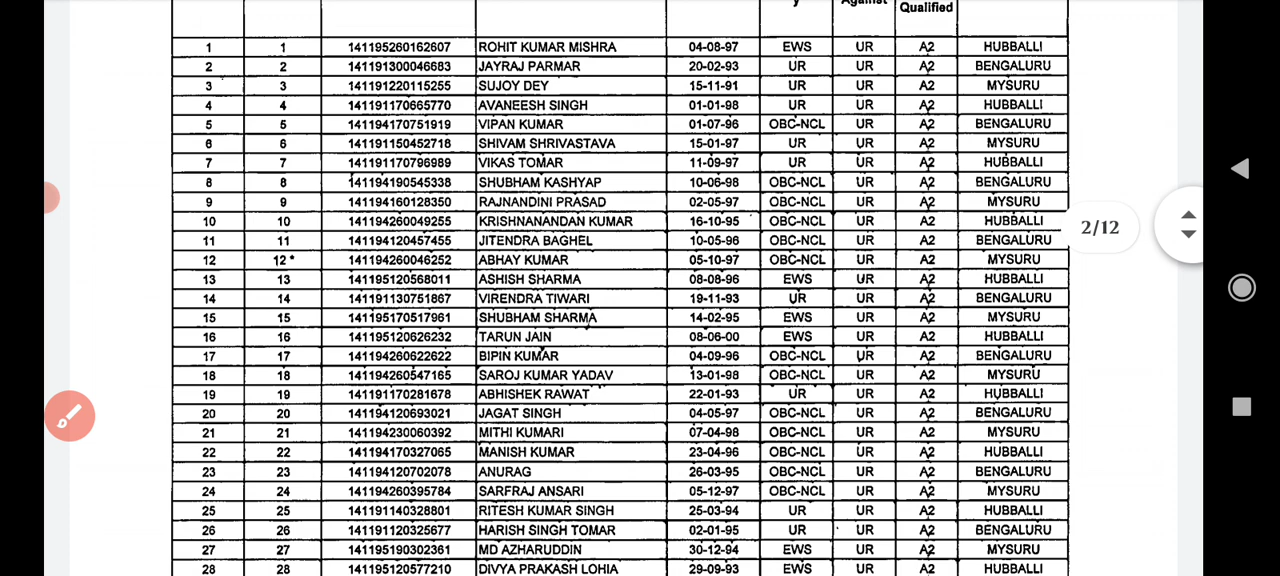 y Against Qualified
1 1 141195260162607 ROHIT KUMAR MISHRA 04-08-97 EWS UR A2 HUBBALLI
2 2 141191300046683 JAYRAJ PARMAR 20-02-93 UR UR A2 BENGALURU
3 3 141191220115255 SUJOY DEY 15-11-91 UR UR A2 MYSURU
4 4 141191170665770 AVANEESH SINGH 01-01-98 UR UR A2 HUBBALLI
5 5 141194170751919 VIPAN KUMAR 01-07-96 OBC-NCL UR A2 BENGALURU
6 6 141191150452718 SHIVAM SHRIVASTAVA 15-01-97 UR UR A2 MYSURU
7 7 141191170796989 VIKAS TOMAR 11-09-97 UR UR A2 HUBBALLI
8 8 141194190545338 SHUBHAM KASHYAP 10-06-98 OBC-NCL UR A2 BENGALURU
9 9 141194160128350 RAJNANDINI PRASAD 02-05-97 OBC-NCL UR A2 MYSURU
10 10 141194260049255 KRISHNANANDAN KUMAR 16-10-95 OBC-NCL UR A2 HUBBALLI
2/12
11 11 141194120457455 JITENDRA BAGHEL 10-05-96 OBC-NCL UR A2 BENGALURU
12 12 * 141194260046252 ABHAY KUMAR 05-10-97 OBC-NCL UR A2 MYSURU
13 13 141195120568011 ASHISH SHARMA 08-08-96 EWS UR A2 HUBBALLI
14 14 141191130751867 VIRENDRA TIWARI 19-11-93 UR UR A2 BENGALURU
15 15 141195170517961 SHUBHAM SHARMA 14-02-95 EWS UR A2 MYSURU
16 16 141195120626232 TARUN JAIN 08-06-00 EWS UR A2 HUBBALLI
17 17 141194260622622 BIPIN KUMAR 04-09-96 OBC-NCL UR A2 BENGALURU
18 18 141194260547165 SAROJ KUMAR YADAV 13-01-98 OBC-NCL UR A2 MYSURU
19 19 141191170281678 ABHISHEK RAWAT 22-01-93 UR UR A2 HUBBALLI
20 20 141194120693021 JAGAT SINGH 04-05-97 OBC-NCL UR A2 BENGALURU
21 21 141194230060392 MITHI KUMARI 07-04-98 OBC-NCL UR A2 MYSURU
22 22 141194170327065 MANISH KUMAR 23-04-96 OBC-NCL UR A2 HUBBALLI
23 23 141194120702078 ANURAG 26-03-95 OBC-NCL UR A2 BENGALURU
24 24 141194260395784 SARFRAJ ANSARI 05-12-97 OBC-NCL UR A2 MYSURU
25 25 141191140328801 RITESH KUMAR SINGH 25-03-94 UR UR A2 HUBBALLI
26 26 141191120325677 HARISH SINGH TOMAR 02-01-95 UR UR A2 BENGALURU
27 27 141195190302361 MD AZHARUDDIN 30-12-94 EWS UR A2 MYSURU
28 28 141195120577210 DIVYA PRAKASH LOHIA 29-09-93 EWS UR A2 HUBBALLI